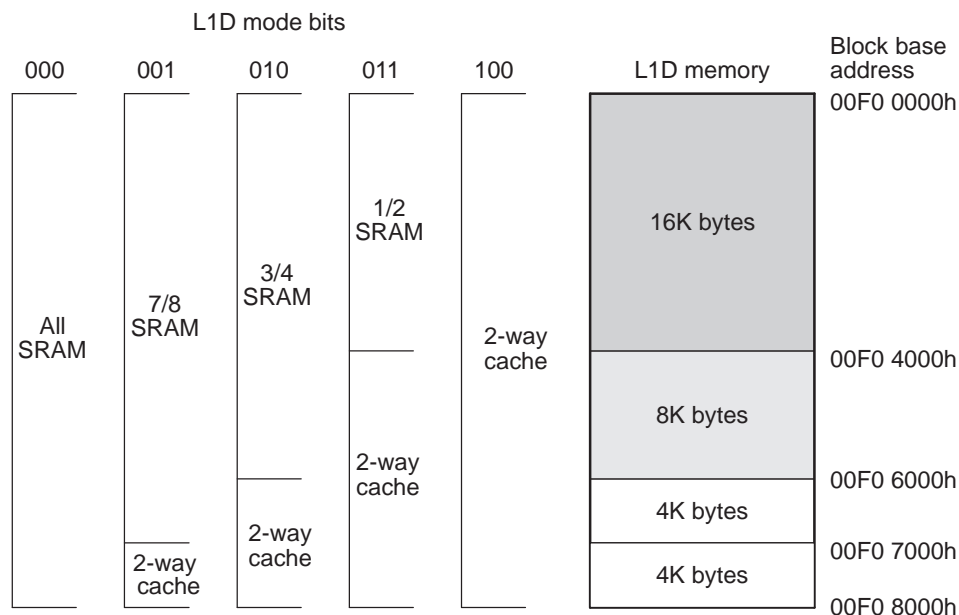 L1D mode bits
000 001 010 011 100 L1D memory Block base address
00F0 0000h
1/2 SRAM
16K bytes
3/4 SRAM
7/8 SRAM
All SRAM
2-way cache
00F0 4000h
8K bytes
2-way cache
00F0 6000h
4K bytes
2-way cache
00F0 7000h
2-way cache
4K bytes
00F0 8000h